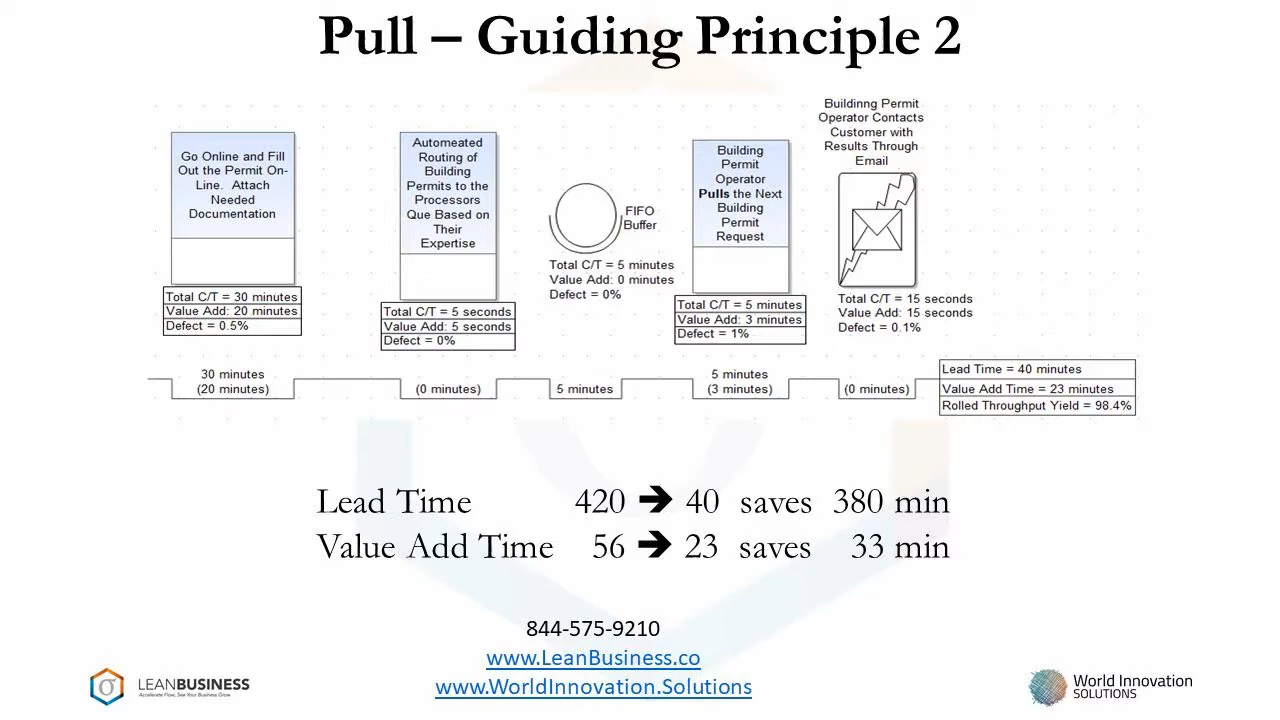 Pull – Guiding Principle 2
Go Online and Fill
Out the Permit On-
Line. Attach
Needed
Documentation
Total C/T = 30 minutes
Value Add: 20 minutes
Defect = 0.5%
Autumeated
Routing of
Building
Permits to the
Processors
Que Based on
Their
Expertise
Total C/T = 5 seconds
Value Add: 5 seconds
Defect = 0%
FIFO
Buffer
Total C/T = 5 minutes
Value Add: 0 minutes
Defect = 0%
Building
Permit
Operator
Pulls the Next
Building
Permit
Request
Total C/T = 5 minutes
Value Add: 3 minutes
Defect = 1%
Buildinng Permit
Operator Contacts
Customer with
Results Through
Email
Total C/T = 15 seconds
Value Add: 15 seconds
Defect = 0.1%
30 minutes
(20 minutes)
(0 minutes)
5 minutes
5 minutes
(3 minutes)
(0 minutes)
Lead Time = 40 minutes
Value Add Time = 23 minutes
Rolled Throughput Yield = 98.4%
Lead Time 420 🡺 40 saves 380 min
Value Add Time 56 🡺 23 saves 33 min
844-575-9210
www.LeanBusiness.co
www.WorldInnovation.Solutions
σ LEANBUSINESS
Accelerate Flow, See Your Business Grow
World Innovation
SOLUTIONS